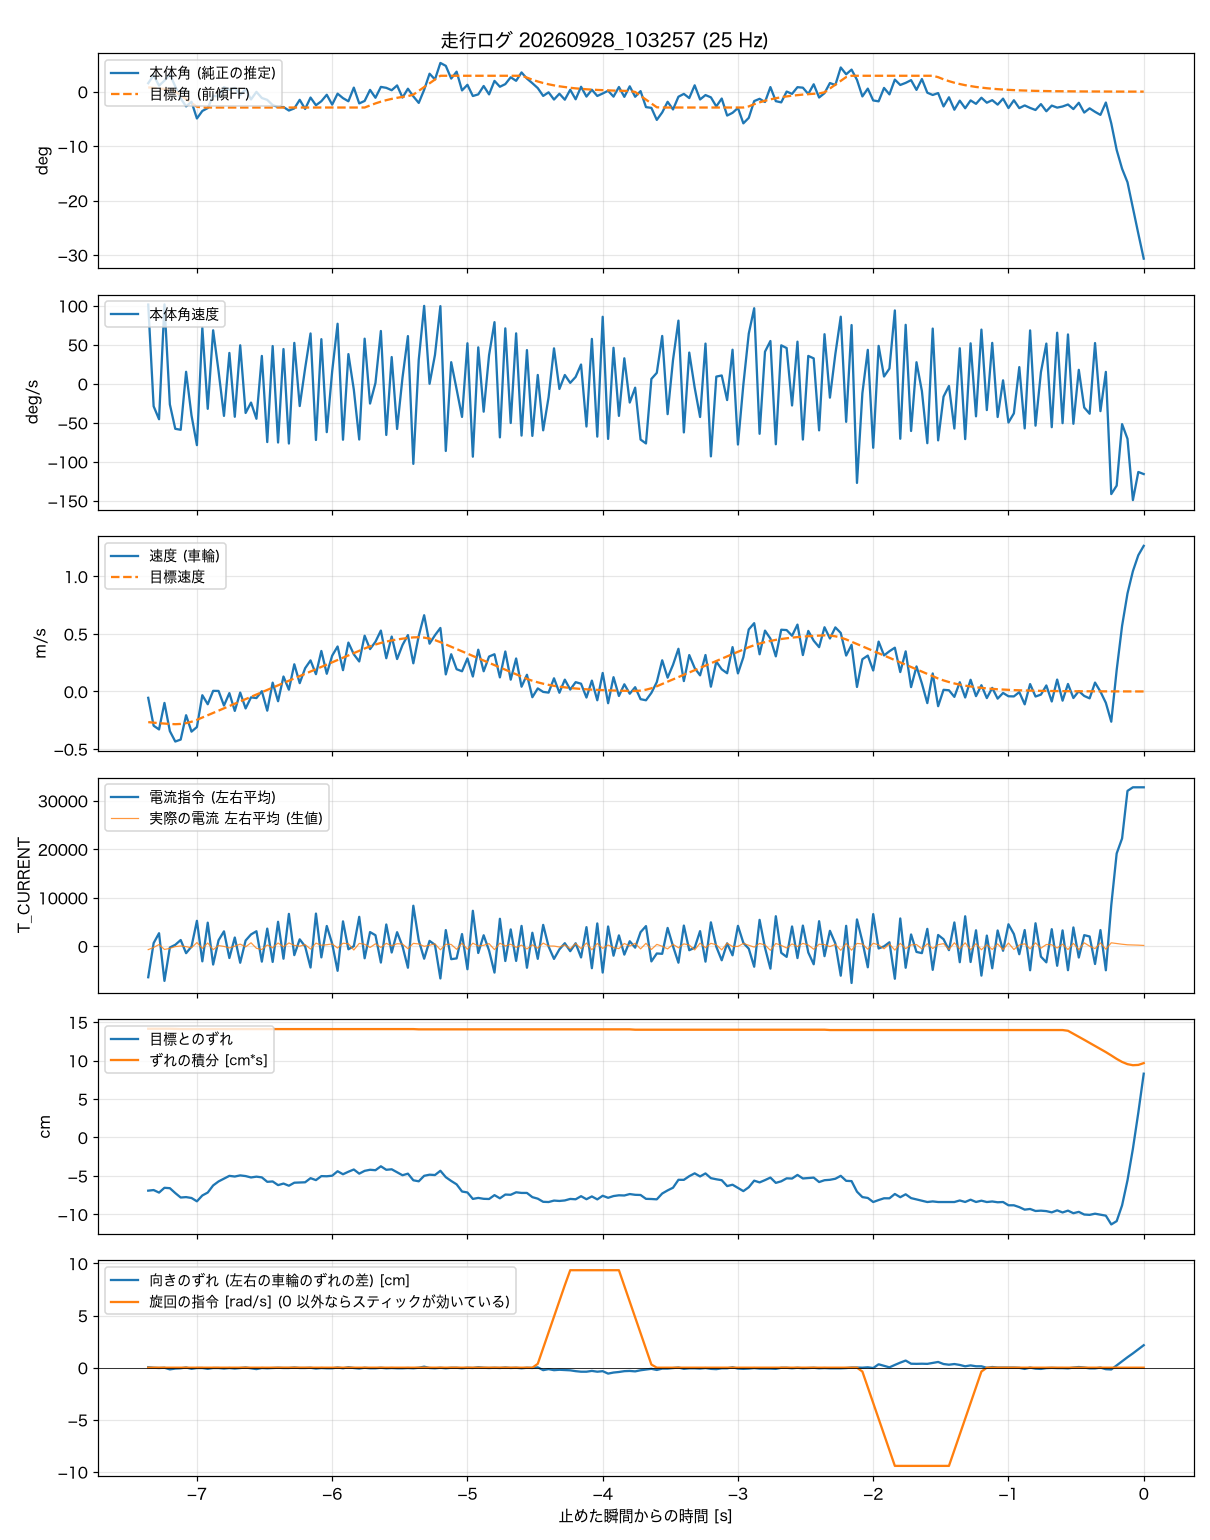 走行ログ 20260928_103257 (25 Hz)
本体角 (純正の推定)
目標角 (前傾FF)
deg
0
−10
−20
−30
本体角速度
deg/s
100
50
0
−50
−100
−150
速度 (車輪)
目標速度
m/s
1.0
0.5
0.0
−0.5
電流指令 (左右平均)
実際の電流 左右平均 (生値)
T_CURRENT
30000
20000
10000
0
目標とのずれ
ずれの積分 [cm*s]
cm
15
10
5
0
−5
−10
向きのずれ (左右の車輪のずれの差) [cm]
旋回の指令 [rad/s] (0 以外ならスティックが効いている)
10
5
0
−5
−10
−7 −6 −5 −4 −3 −2 −1 0
止めた瞬間からの時間 [s]